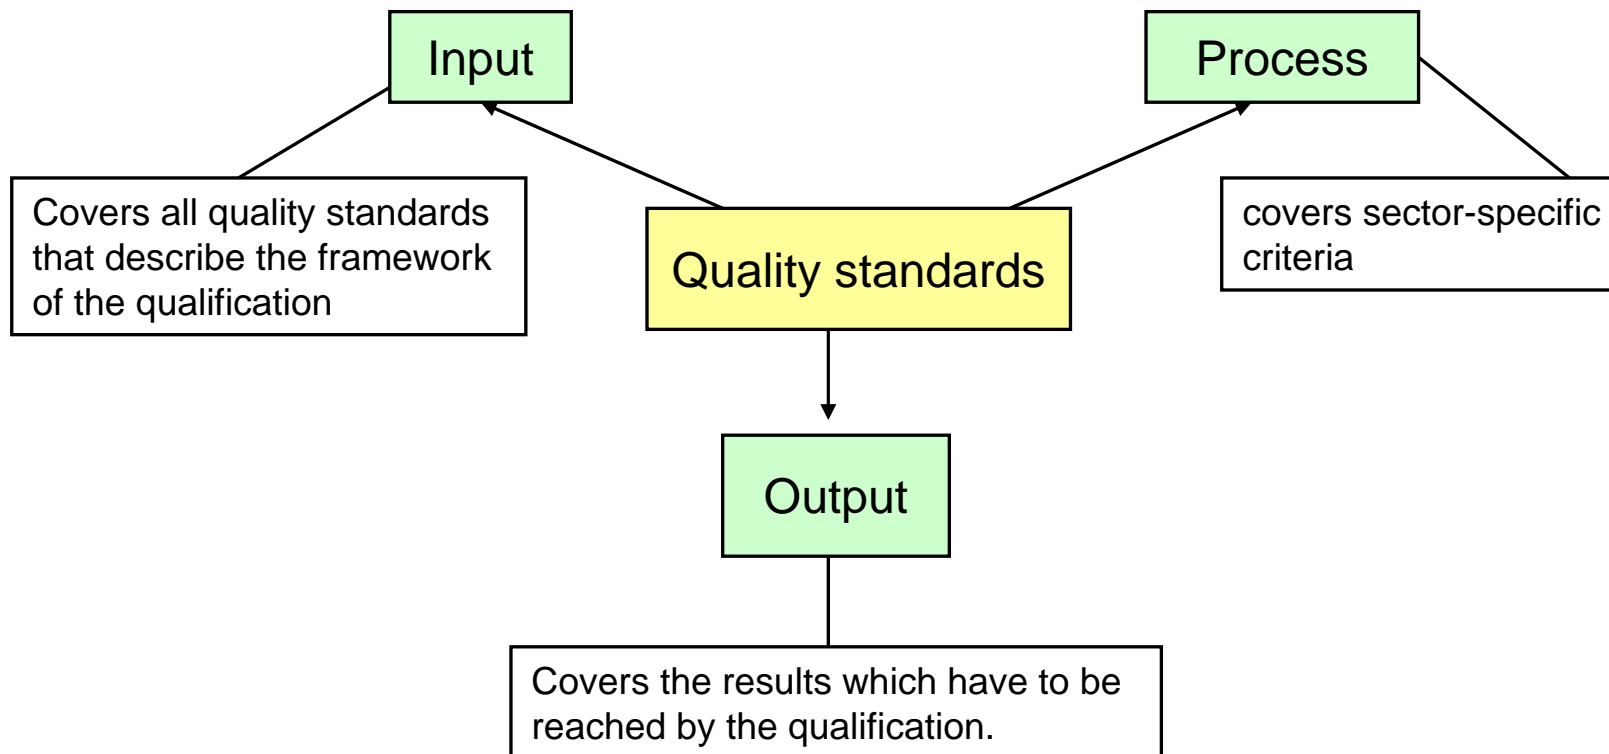 Input
Process
Covers all quality standards
that describe the framework
of the qualification
Quality standards
covers sector-specific
criteria
Output
Covers the results which have to be
reached by the qualification.